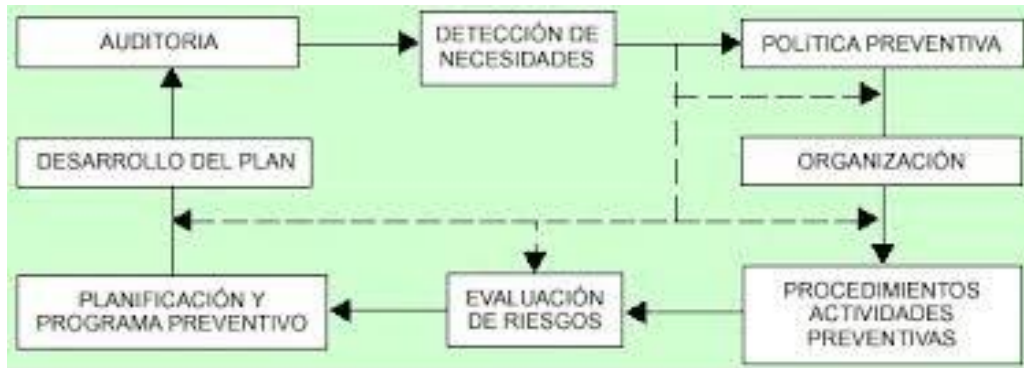 AUDITORIA
DETECCIÓN DE
NECESIDADES
POLÍTICA PREVENTIVA
DESARROLLO DEL PLAN
ORGANIZACIÓN
PLANIFICACIÓN Y
PROGRAMA PREVENTIVO
EVALUACIÓN
DE RIESGOS
PROCEDIMIENTOS
ACTIVIDADES
PREVENTIVAS